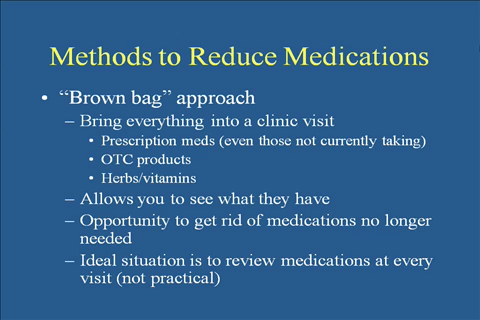 Methods to Reduce Medications
• “Brown bag” approach
– Bring everything into a clinic visit
• Prescription meds (even those not currently taking)
• OTC products
• Herbs/vitamins
– Allows you to see what they have
– Opportunity to get rid of medications no longer
needed
– Ideal situation is to review medications at every
visit (not practical)